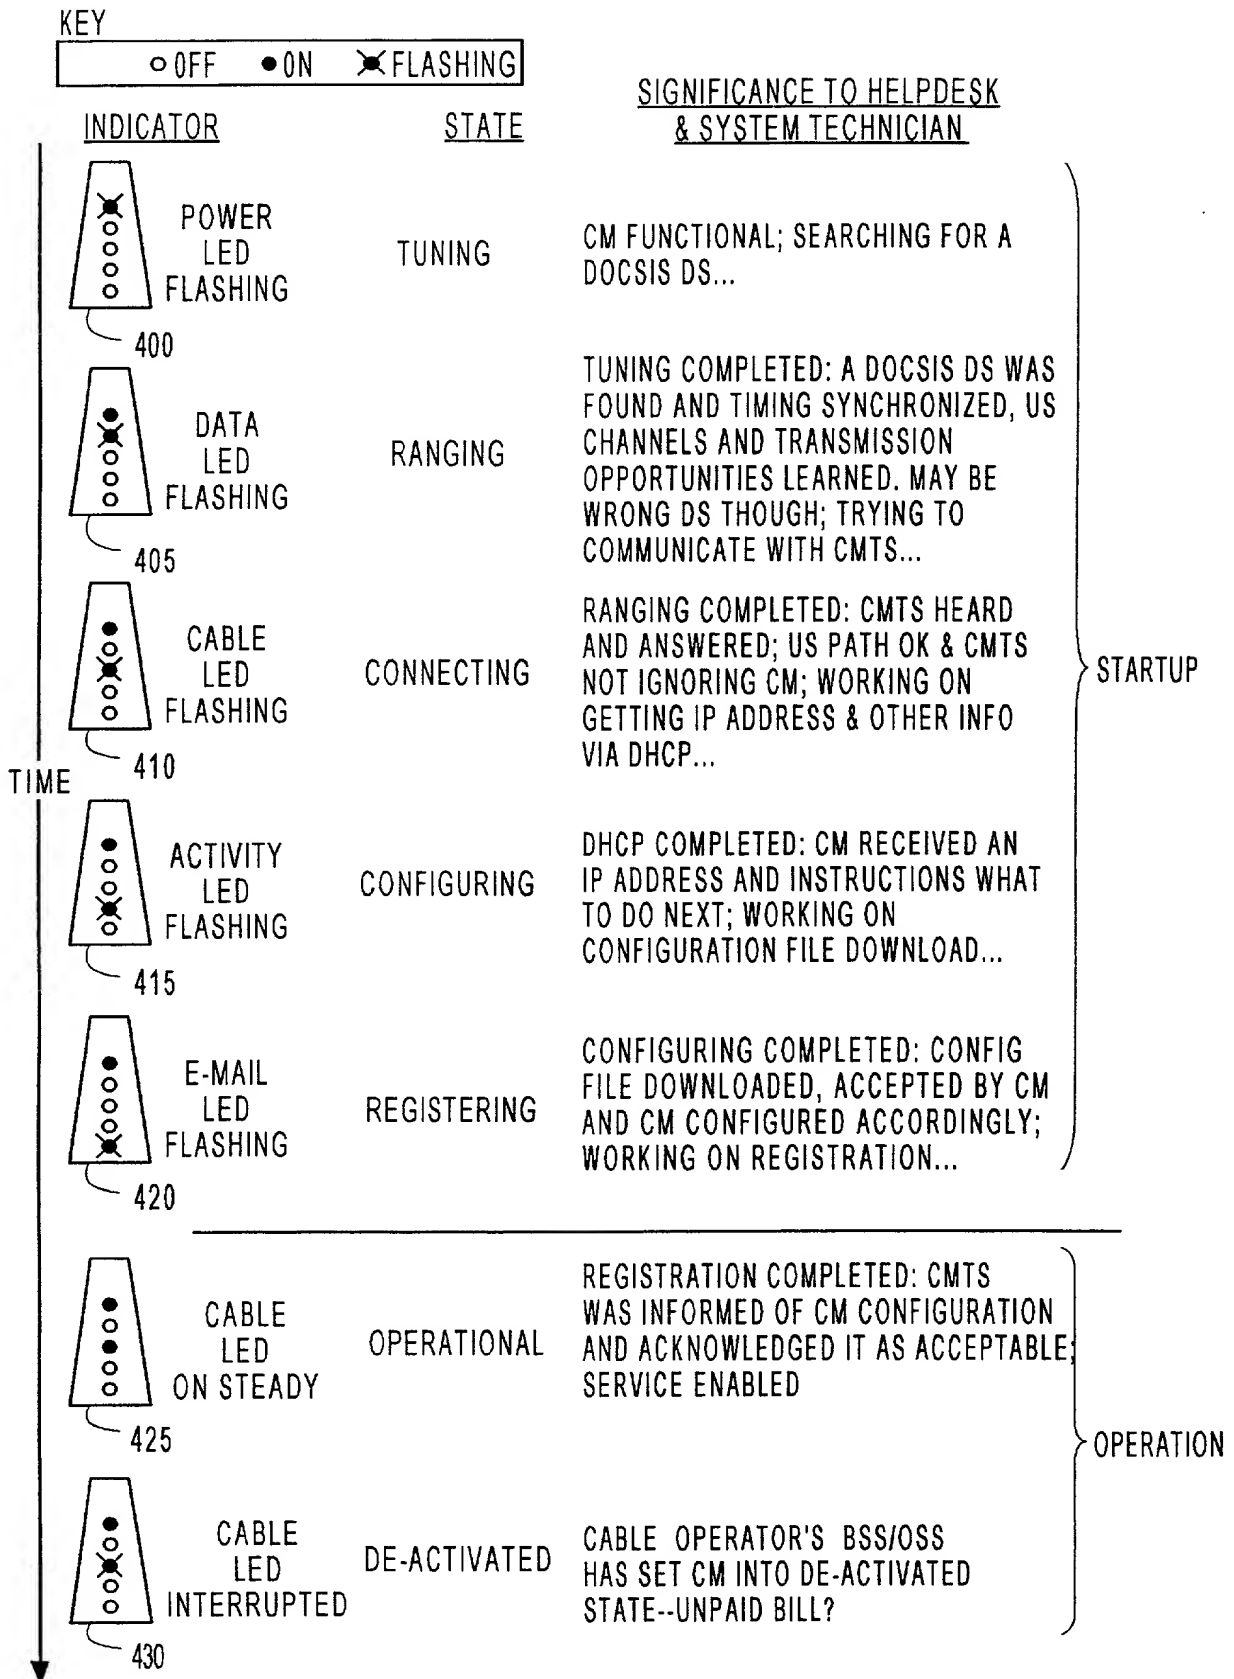 KEY
OFF ON FLASHING
SIGNIFICANCE TO HELPDESK
& SYSTEM TECHNICIAN
INDICATOR STATE
POWER
LED
FLASHING
TUNING
CM FUNCTIONAL; SEARCHING FOR A
DOCSIS DS...
400
DATA
LED
FLASHING
RANGING
TUNING COMPLETED: A DOCSIS DS WAS
FOUND AND TIMING SYNCHRONIZED, US
CHANNELS AND TRANSMISSION
OPPORTUNITIES LEARNED. MAY BE
WRONG DS THOUGH; TRYING TO
COMMUNICATE WITH CMTS...
405
CABLE
LED
FLASHING
CONNECTING
RANGING COMPLETED: CMTS HEARD
AND ANSWERED; US PATH OK & CMTS
NOT IGNORING CM; WORKING ON
GETTING IP ADDRESS & OTHER INFO
VIA DHCP...
STARTUP
410
TIME
ACTIVITY
LED
FLASHING
CONFIGURING
DHCP COMPLETED: CM RECEIVED AN
IP ADDRESS AND INSTRUCTIONS WHAT
TO DO NEXT; WORKING ON
CONFIGURATION FILE DOWNLOAD...
415
E-MAIL
LED
FLASHING
REGISTERING
CONFIGURING COMPLETED: CONFIG
FILE DOWNLOADED, ACCEPTED BY CM
AND CM CONFIGURED ACCORDINGLY;
WORKING ON REGISTRATION...
420
CABLE
LED
ON STEADY
OPERATIONAL
REGISTRATION COMPLETED: CMTS
WAS INFORMED OF CM CONFIGURATION
AND ACKNOWLEDGED IT AS ACCEPTABLE;
SERVICE ENABLED
425
OPERATION
CABLE
LED
INTERRUPTED
DE-ACTIVATED
CABLE OPERATOR'S BSS/OSS
HAS SET CM INTO DE-ACTIVATED
STATE--UNPAID BILL?
430